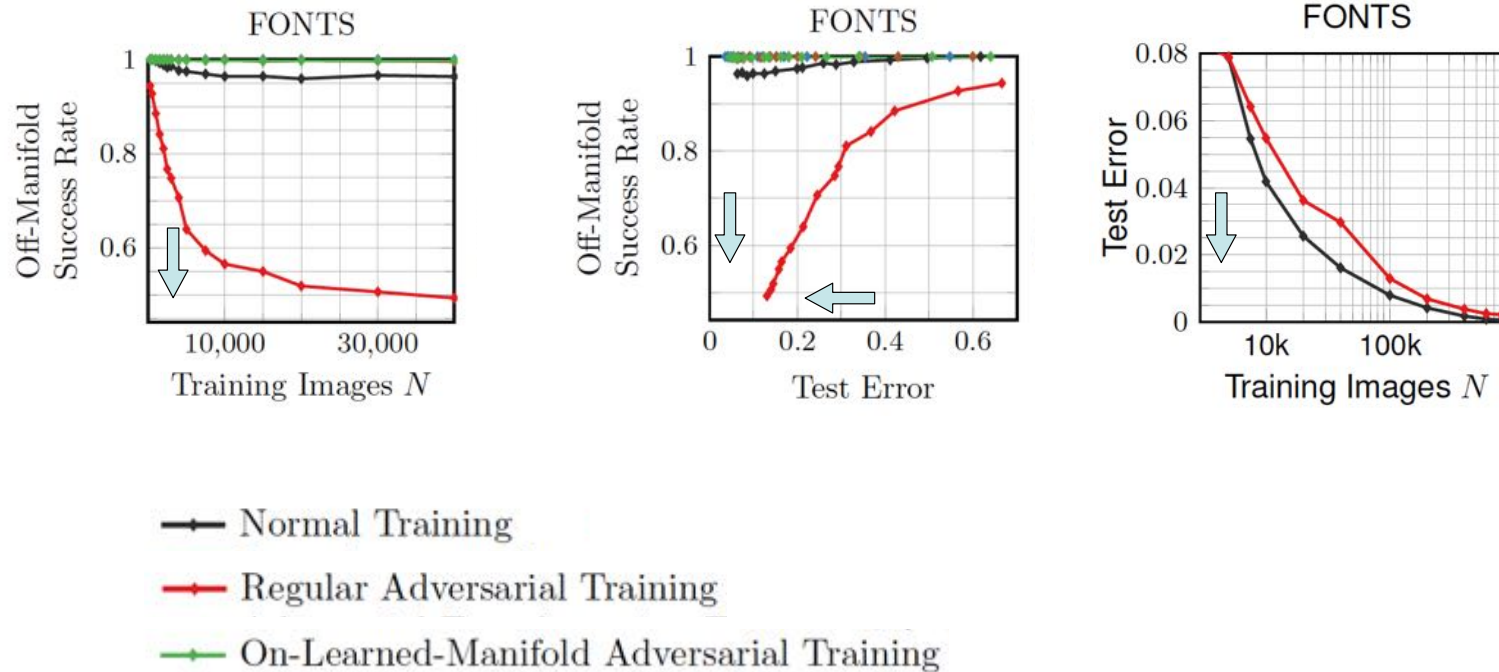 FONTS
Off-Manifold
Success Rate
1
0.8
0.6
10,000 30,000
Training Images N
FONTS
Off-Manifold
Success Rate
1
0.8
0.6
0 0.2 0.4 0.6
Test Error
FONTS
Test Error
0.08
0.06
0.04
0.02
0
10k 100k
Training Images N
Normal Training
Regular Adversarial Training
On-Learned-Manifold Adversarial Training